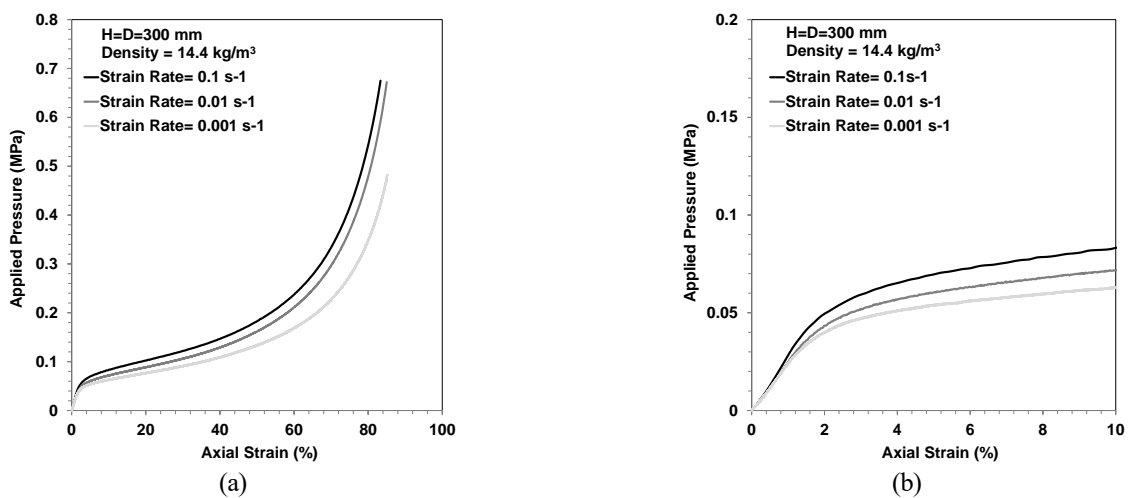 0.8
0.7
0.6
0.5
0.4
0.3
0.2
0.1
0
Applied Pressure (MPa)
H=D=300 mm
Density = 14.4 kg/m³
Strain Rate= 0.1 s-1
Strain Rate= 0.01 s-1
Strain Rate= 0.001 s-1
0 20 40 60 80 100
Axial Strain (%)
(a)
0.2
0.15
0.1
0.05
0
Applied Pressure (MPa)
H=D=300 mm
Density = 14.4 kg/m³
Strain Rate= 0.1s-1
Strain Rate= 0.01 s-1
Strain Rate= 0.001 s-1
0 2 4 6 8 10
Axial Strain (%)
(b)